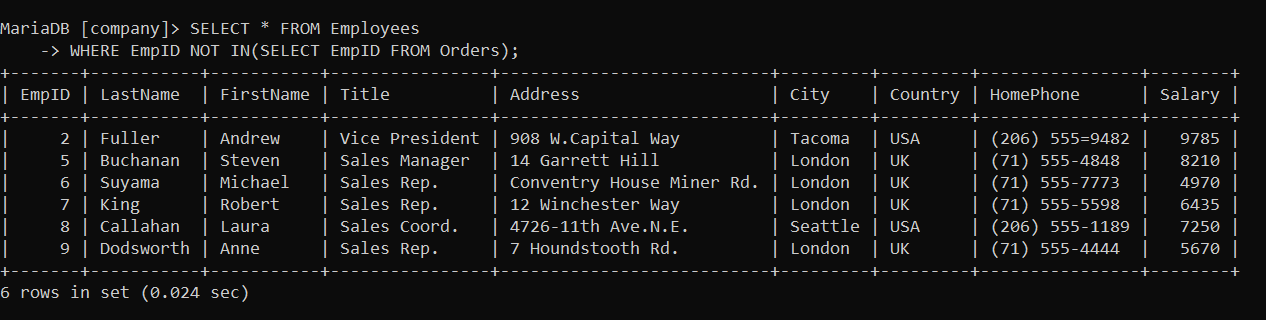 MariaDB [company]> SELECT * FROM Employees
    -> WHERE EmpID NOT IN(SELECT EmpID FROM Orders);
+-------+-----------+-----------+----------------+--------------------------+---------+---------+----------------+--------+
| EmpID | LastName  | FirstName | Title          | Address                  | City    | Country | HomePhone      | Salary |
+-------+-----------+-----------+----------------+--------------------------+---------+---------+----------------+--------+
|     2 | Fuller    | Andrew    | Vice President | 908 W.Capital Way        | Tacoma  | USA     | (206) 555=9482 |   9785 |
|     5 | Buchanan  | Steven    | Sales Manager  | 14 Garrett Hill          | London  | UK      | (71) 555-4848  |   8210 |
|     6 | Suyama    | Michael   | Sales Rep.     | Conventry House Miner Rd. | London  | UK      | (71) 555-7773  |   4970 |
|     7 | King      | Robert    | Sales Rep.     | 12 Winchester Way        | London  | UK      | (71) 555-5598  |   6435 |
|     8 | Callahan  | Laura     | Sales Coord.   | 4726-11th Ave.N.E.       | Seattle | USA     | (206) 555-1189 |   7250 |
|     9 | Dodsworth | Anne      | Sales Rep.     | 7 Houndstooth Rd.        | London  | UK      | (71) 555-4444  |   5670 |
+-------+-----------+-----------+----------------+--------------------------+---------+---------+----------------+--------+
6 rows in set (0.024 sec)